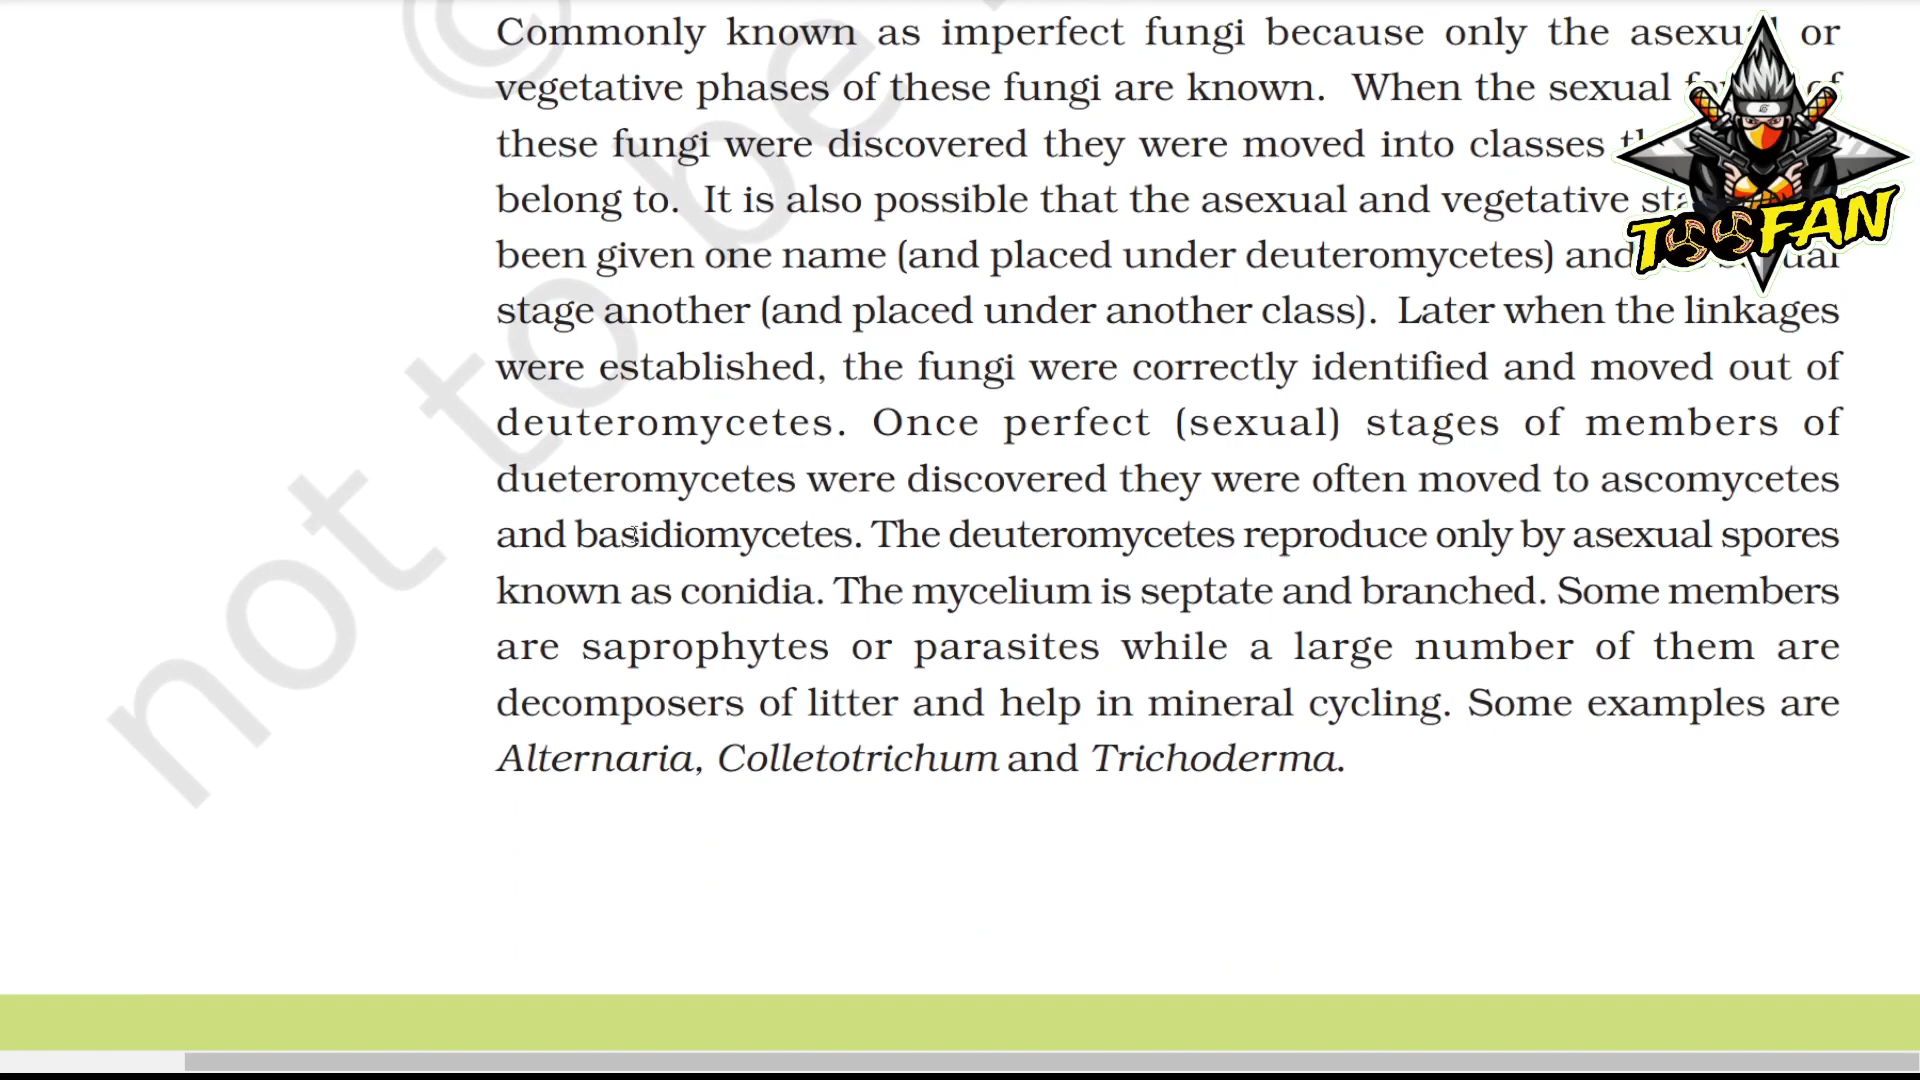 Commonly known as imperfect fungi because only the asexual or
vegetative phases of these fungi are known. When the sexual of
these fungi were discovered they were moved into classes
belong to. It is also possible that the asexual and vegetative
been given one name (and placed under deuteromycetes) and
stage another (and placed under another class). Later when the linkages
were established, the fungi were correctly identified and moved out of
deuteromycetes. Once perfect (sexual) stages of members of
dueteromycetes were discovered they were often moved to ascomycetes
and basidiomycetes. The deuteromycetes reproduce only by asexual spores
known as conidia. The mycelium is septate and branched. Some members
are saprophytes or parasites while a large number of them are
decomposers of litter and help in mineral cycling. Some examples are
Alternaria, Colletotrichum and Trichoderma.
not to be
©
TOOFAN